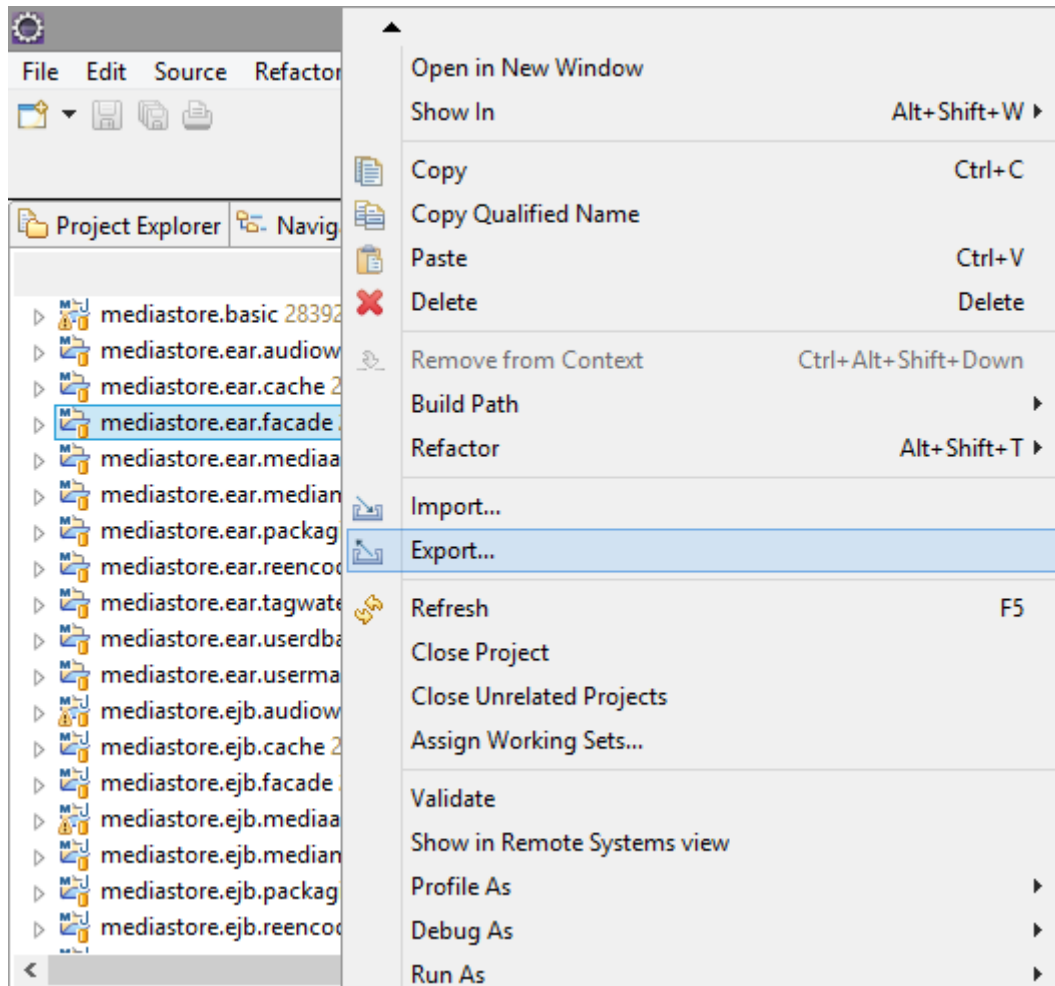 File Edit Source Refactor
Project Explorer Navig
mediastore.basic 28392
mediastore.ear.audiow
mediastore.ear.cache 2
mediastore.ear.facade
mediastore.ear.mediaa
mediastore.ear.median
mediastore.ear.packag
mediastore.ear.reencod
mediastore.ear.tagwate
mediastore.ear.userdba
mediastore.ear.userma
mediastore.ejb.audiow
mediastore.ejb.cache 2
mediastore.ejb.facade
mediastore.ejb.mediaa
mediastore.ejb.median
mediastore.ejb.packag
mediastore.ejb.reencod
Open in New Window
Show In Alt+Shift+W
Copy Ctrl+C
Copy Qualified Name
Paste Ctrl+V
Delete Delete
Remove from Context Ctrl+Alt+Shift+Down
Build Path
Refactor Alt+Shift+T
Import...
Export...
Refresh F5
Close Project
Close Unrelated Projects
Assign Working Sets...
Validate
Show in Remote Systems view
Profile As
Debug As
Run As